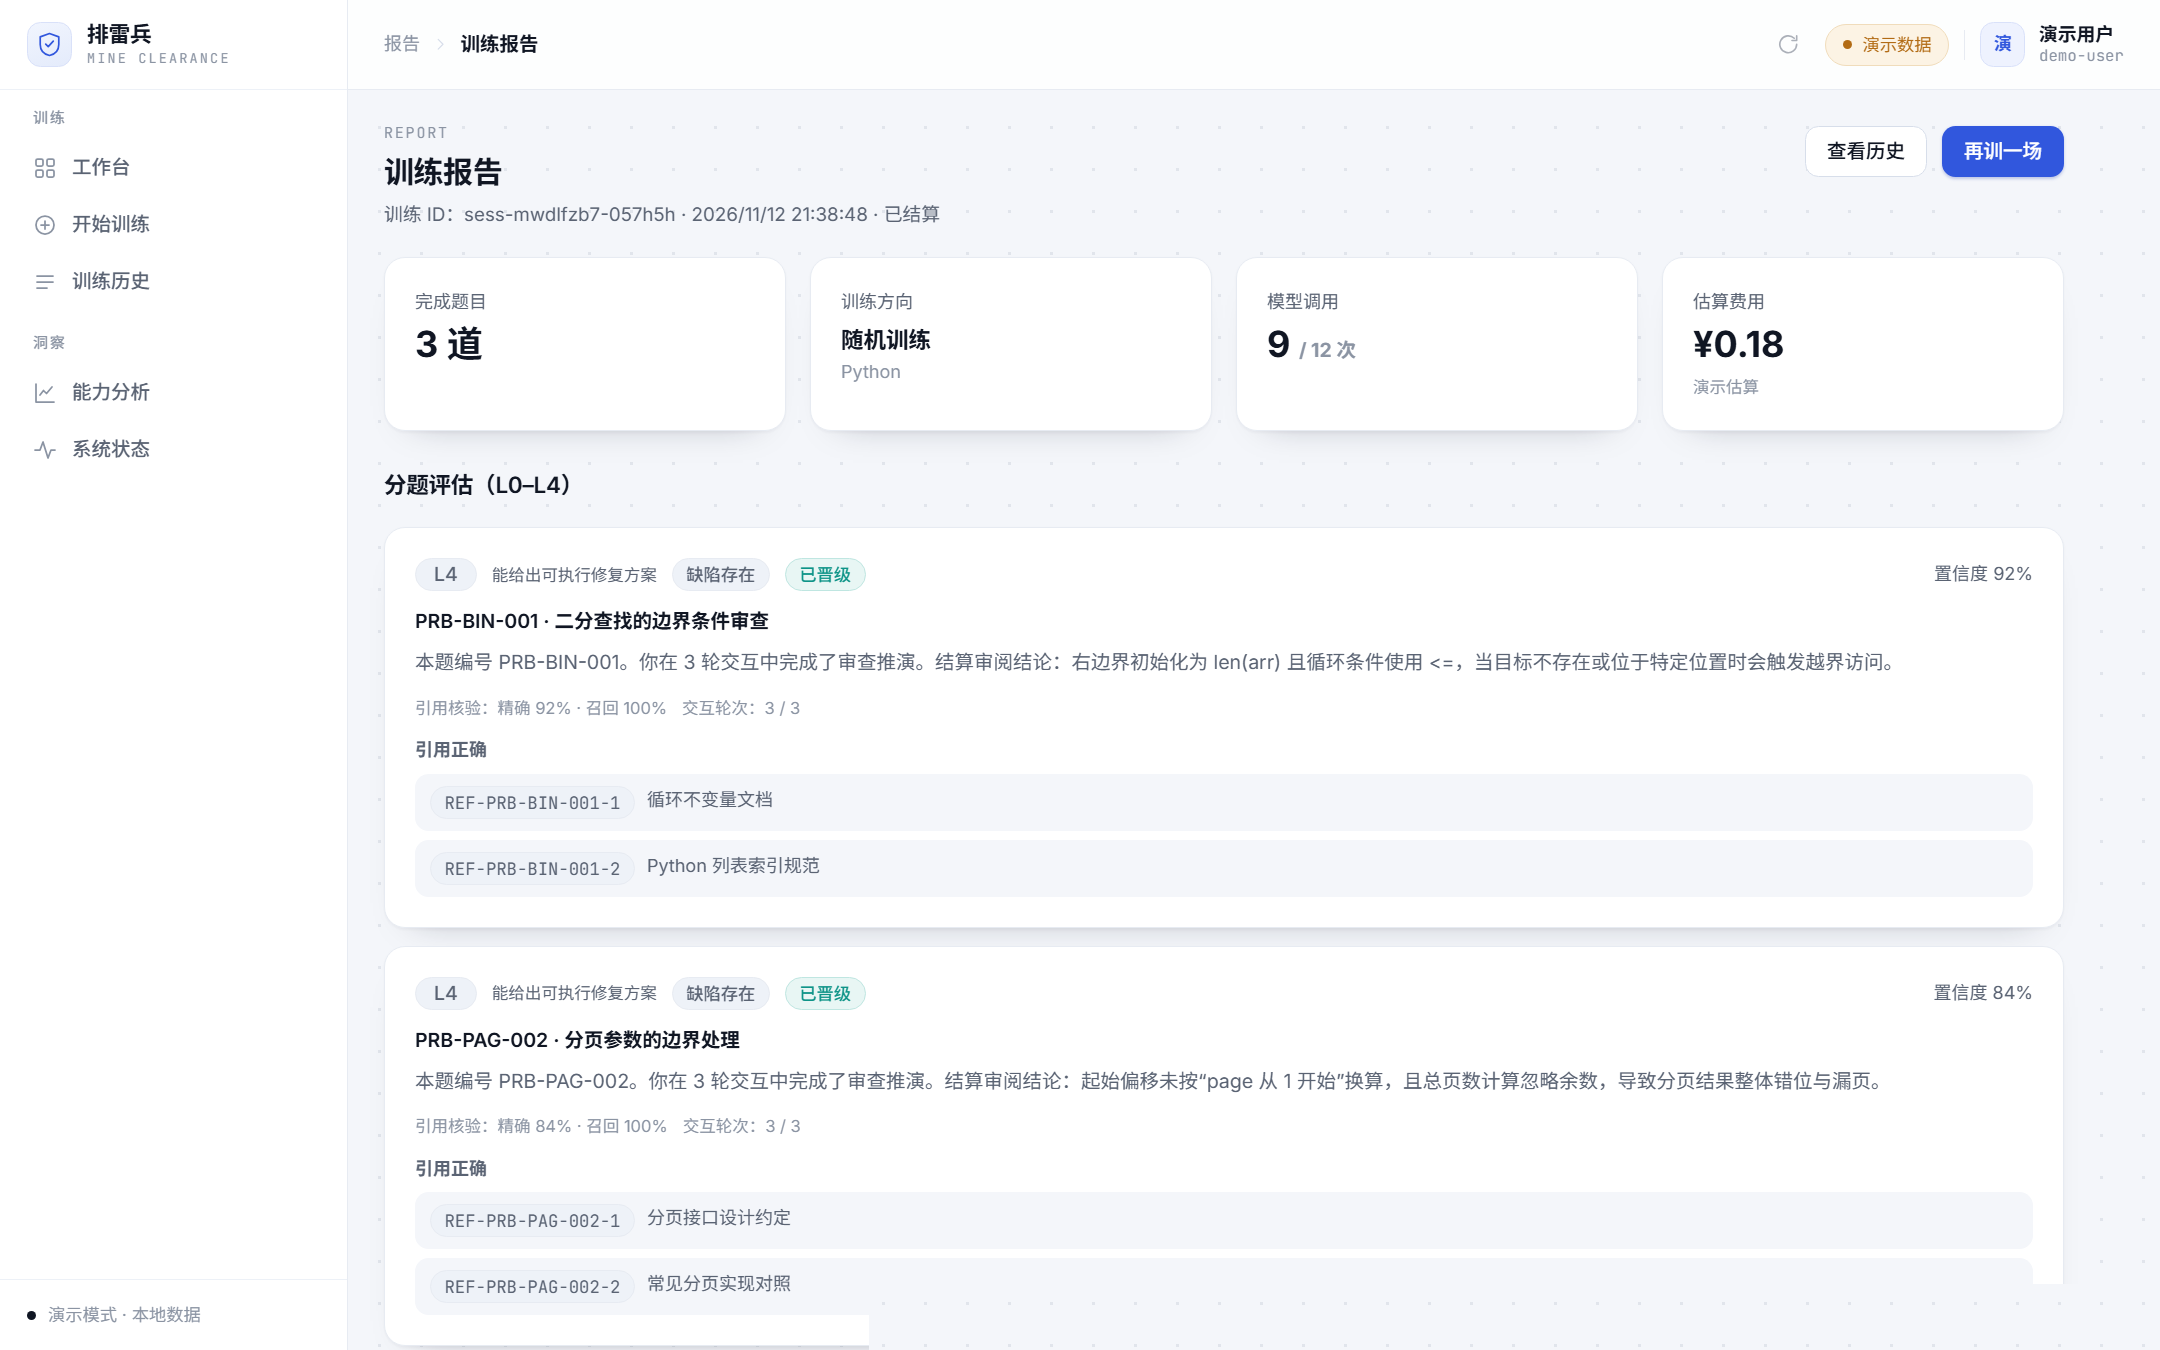 排雷兵
MINE CLEARANCE
训练
工作台
开始训练
训练历史
洞察
能力分析
系统状态
演示模式 · 本地数据
报告
训练报告
演示数据
演
演示用户
demo-user
REPORT
训练报告
训练 ID：sess-mwdlfzb7-057h5h · 2026/11/12 21:38:48 · 已结算
查看历史
再训一场
完成题目
3 道
训练方向
随机训练
Python
模型调用
9 / 12 次
估算费用
¥0.18
演示估算
分题评估（L0–L4）
L4 能给出可执行修复方案 缺陷存在 已晋级 置信度 92%
PRB-BIN-001 · 二分查找的边界条件审查
本题编号 PRB-BIN-001。你在 3 轮交互中完成了审查推演。结算审阅结论：右边界初始化为 len(arr) 且循环条件使用 <=，当目标不存在或位于特定位置时会触发越界访问。
引用核验：精确 92% · 召回 100% 交互轮次：3 / 3
引用正确
REF-PRB-BIN-001-1 循环不变量文档
REF-PRB-BIN-001-2 Python 列表索引规范
L4 能给出可执行修复方案 缺陷存在 已晋级 置信度 84%
PRB-PAG-002 · 分页参数的边界处理
本题编号 PRB-PAG-002。你在 3 轮交互中完成了审查推演。结算审阅结论：起始偏移未按“page 从 1 开始”换算，且总页数计算忽略余数，导致分页结果整体错位与漏页。
引用核验：精确 84% · 召回 100% 交互轮次：3 / 3
引用正确
REF-PRB-PAG-002-1 分页接口设计约定
REF-PRB-PAG-002-2 常见分页实现对照